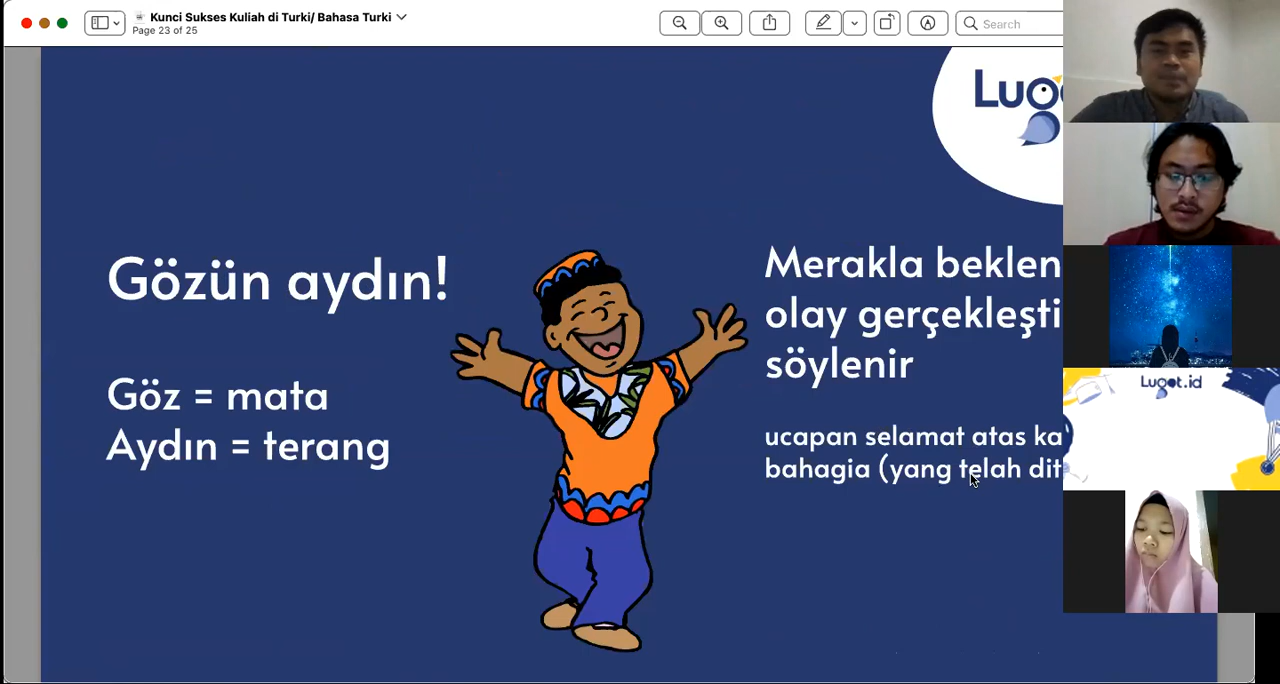 Kunci Sukses Kuliah di Turki/ Bahasa Turki
Page 23 of 25
Search
Gözün aydın!
Göz = mata
Aydın = terang
Merakla beklen
olay gerçekleşti
söylenir
ucapan selamat atas ka
bahagia (yang telah dit
Lugot.id